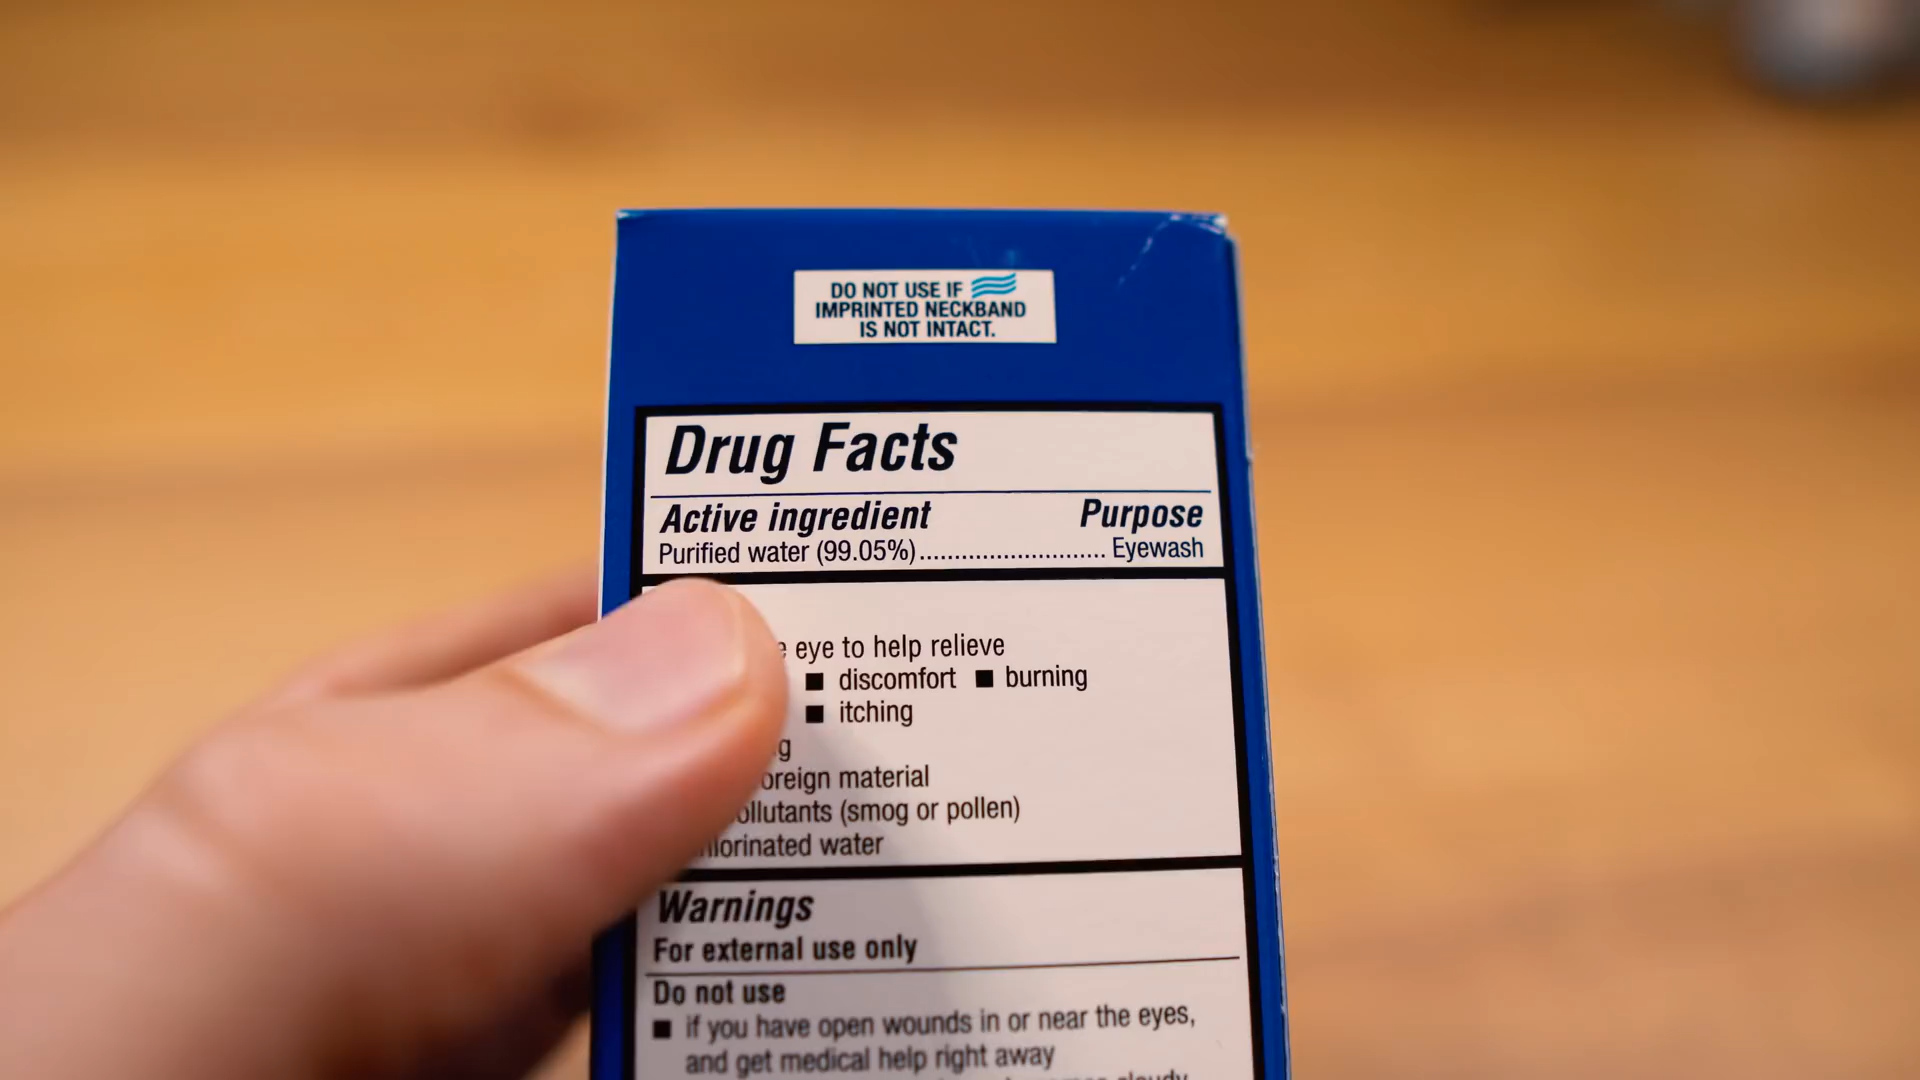 DO NOT USE IF
IMPRINTED NECKBAND
IS NOT INTACT.
Drug Facts
Active ingredient Purpose
Purified water (99.05%)........................... Eyewash
eye to help relieve
■ discomfort ■ burning
■ itching
oreign material
ollutants (smog or pollen)
hlorinated water
Warnings
For external use only
Do not use
■ if you have open wounds in or near the eyes,
and get medical help right away
cloudy